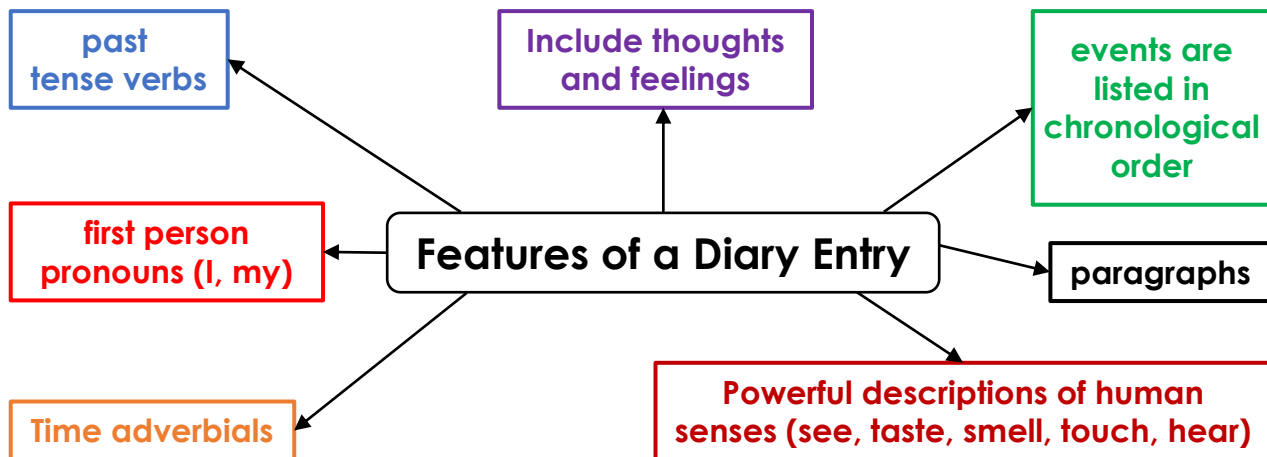 past
tense verbs
Include thoughts
and feelings
events are
listed in
chronological
order
first person
pronouns (I, my)
Features of a Diary Entry
paragraphs
Time adverbials
Powerful descriptions of human
senses (see, taste, smell, touch, hear)